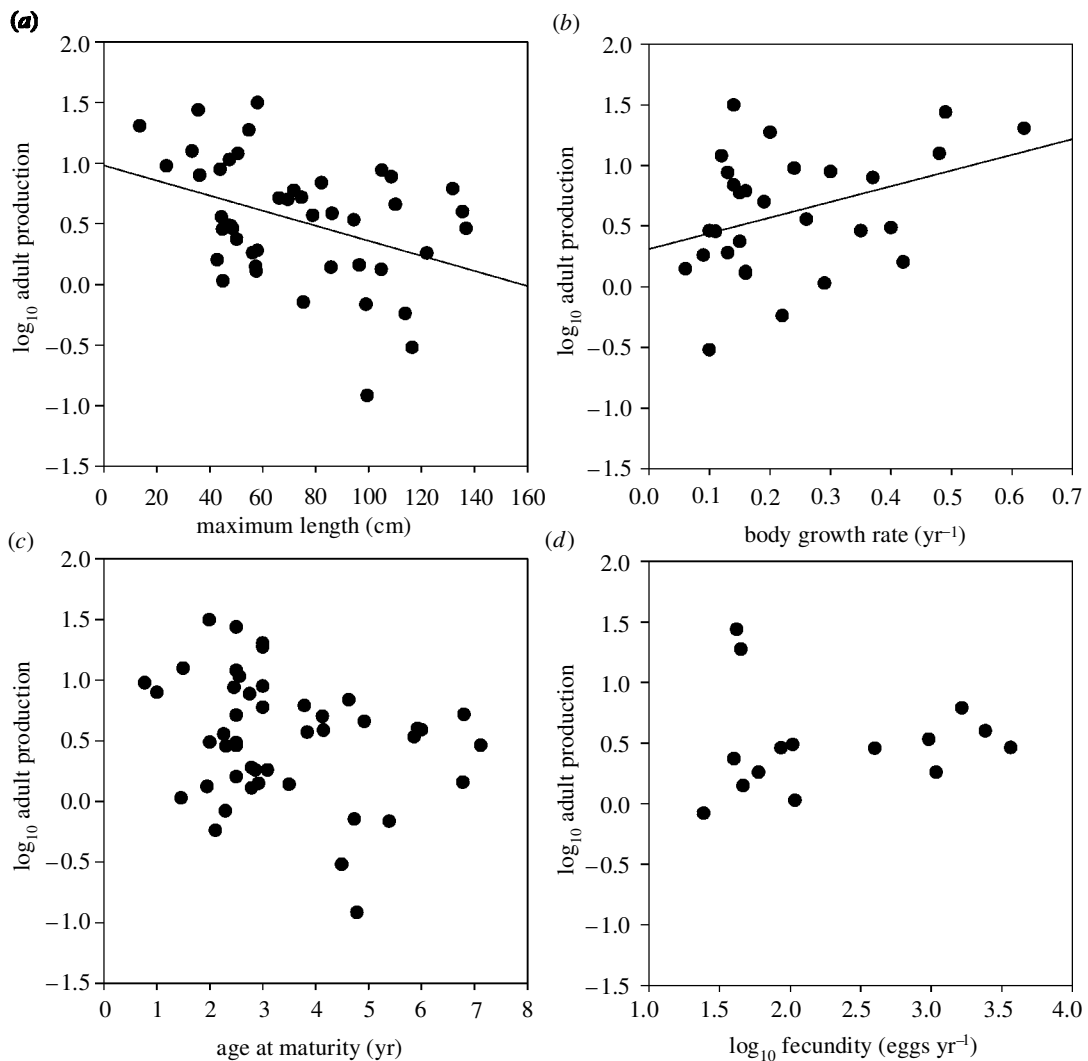 (a)
2.0
1.5
1.0
0.5
0.0
−0.5
−1.0
−1.5
log10 adult production
0 20 40 60 80 100 120 140 160
maximum length (cm)
(b)
2.0
1.5
1.0
0.5
0.0
−0.5
−1.0
−1.5
log10 adult production
0.0 0.1 0.2 0.3 0.4 0.5 0.6 0.7
body growth rate (yr−1)
(c)
2.0
1.5
1.0
0.5
0.0
−0.5
−1.0
−1.5
log10 adult production
0 1 2 3 4 5 6 7 8
age at maturity (yr)
(d)
2.0
1.5
1.0
0.5
0.0
−0.5
−1.0
−1.5
log10 adult production
1.0 1.5 2.0 2.5 3.0 3.5 4.0
log10 fecundity (eggs yr−1)